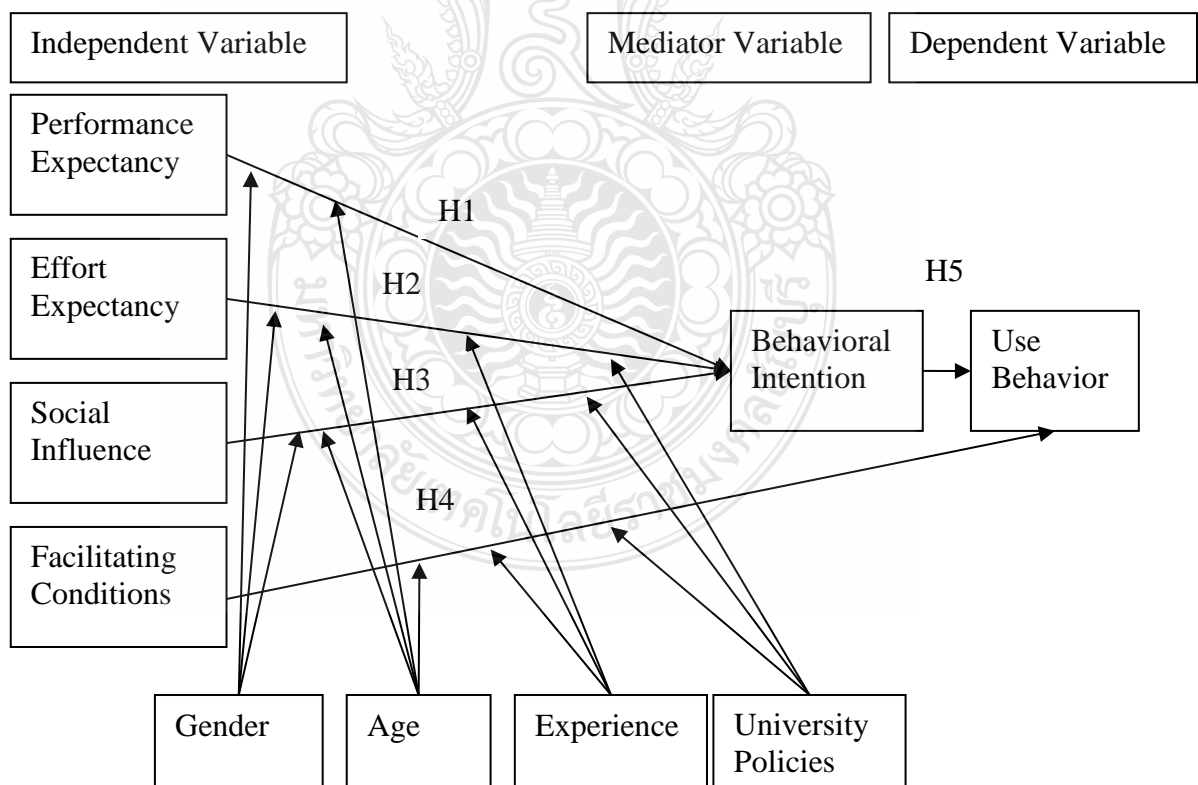 Independent Variable
Mediator Variable
Dependent Variable
Performance
Expectancy
H1
Effort
Expectancy
H2
H5
Behavioral
Intention
Use
Behavior
H3
Social
Influence
H4
Facilitating
Conditions
Gender
Age
Experience
University
Policies